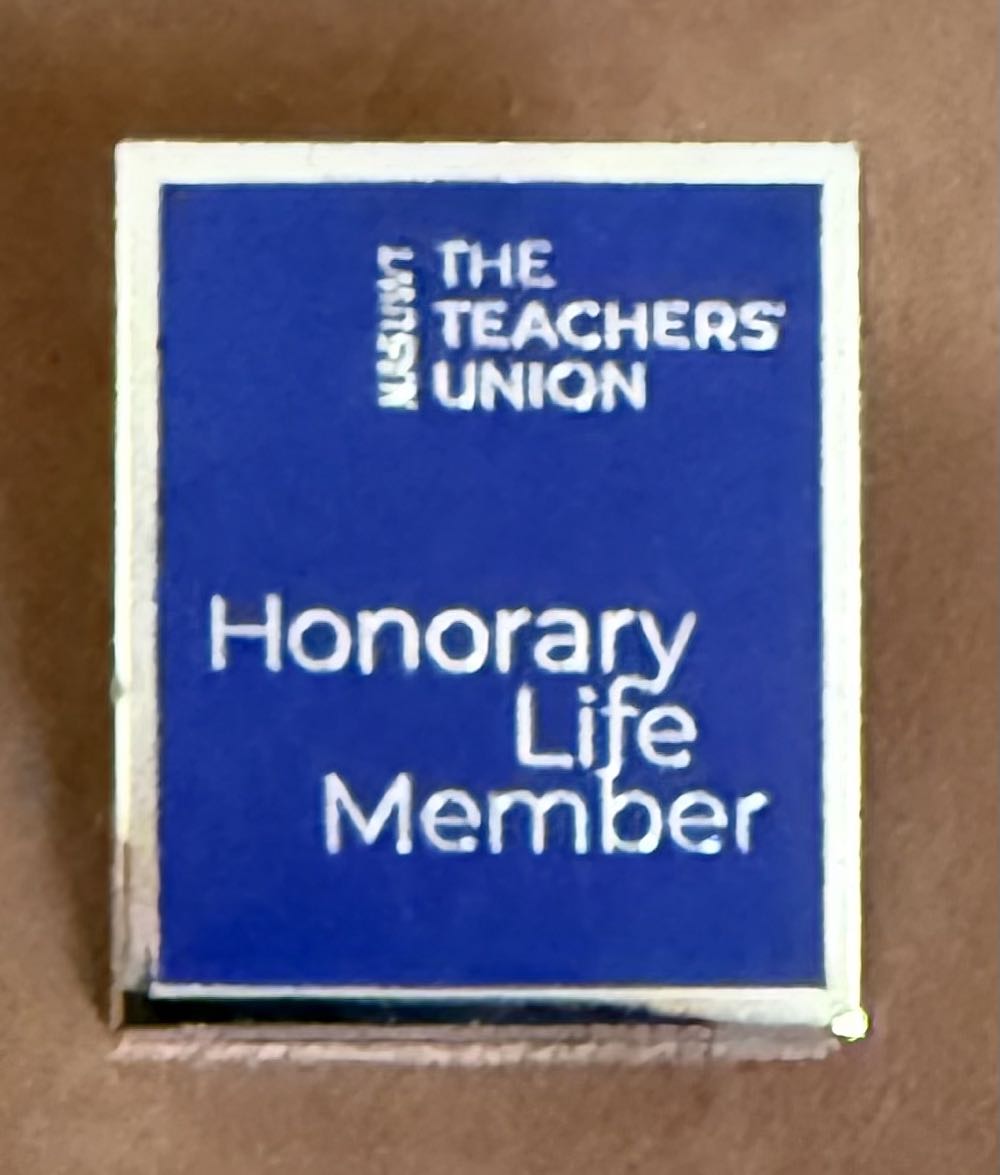 NASUWT
THE
TEACHERS'
UNION
Honorary
Life
Member